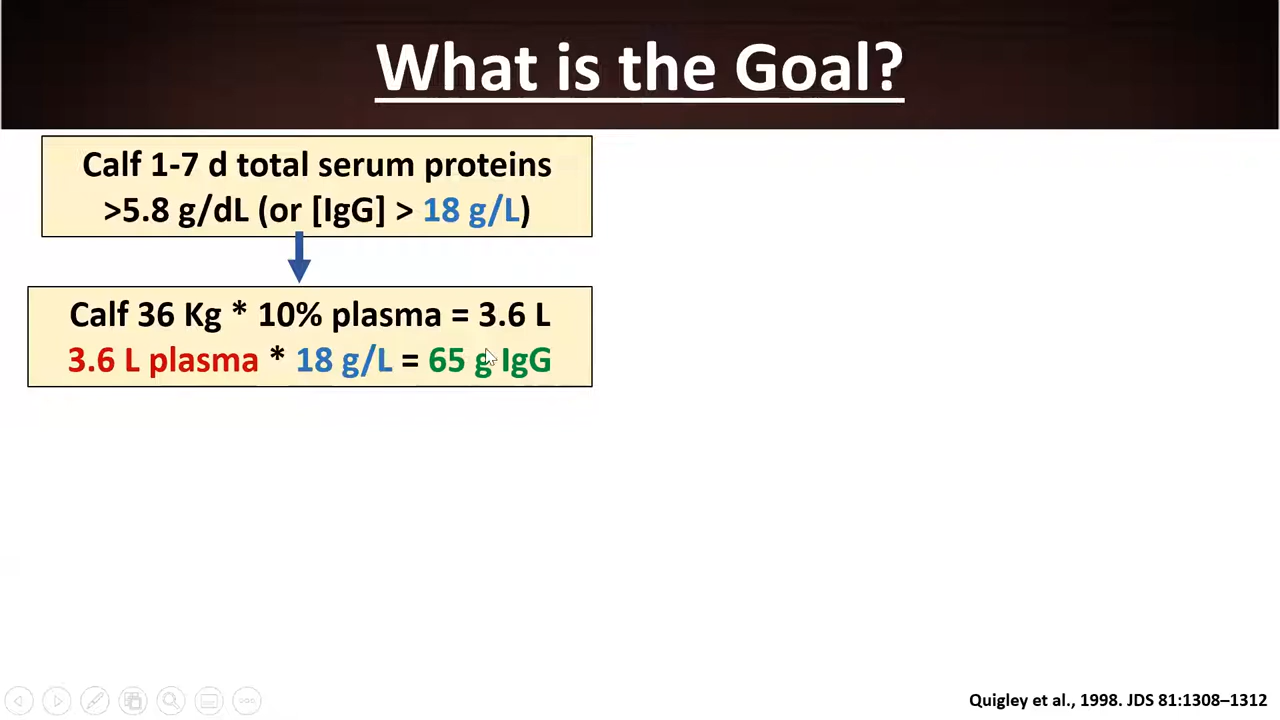 What is the Goal?
Calf 1-7 d total serum proteins
>5.8 g/dL (or [IgG] > 18 g/L)
Calf 36 Kg * 10% plasma = 3.6 L
3.6 L plasma * 18 g/L = 65 g IgG
Quigley et al., 1998. JDS 81:1308–1312